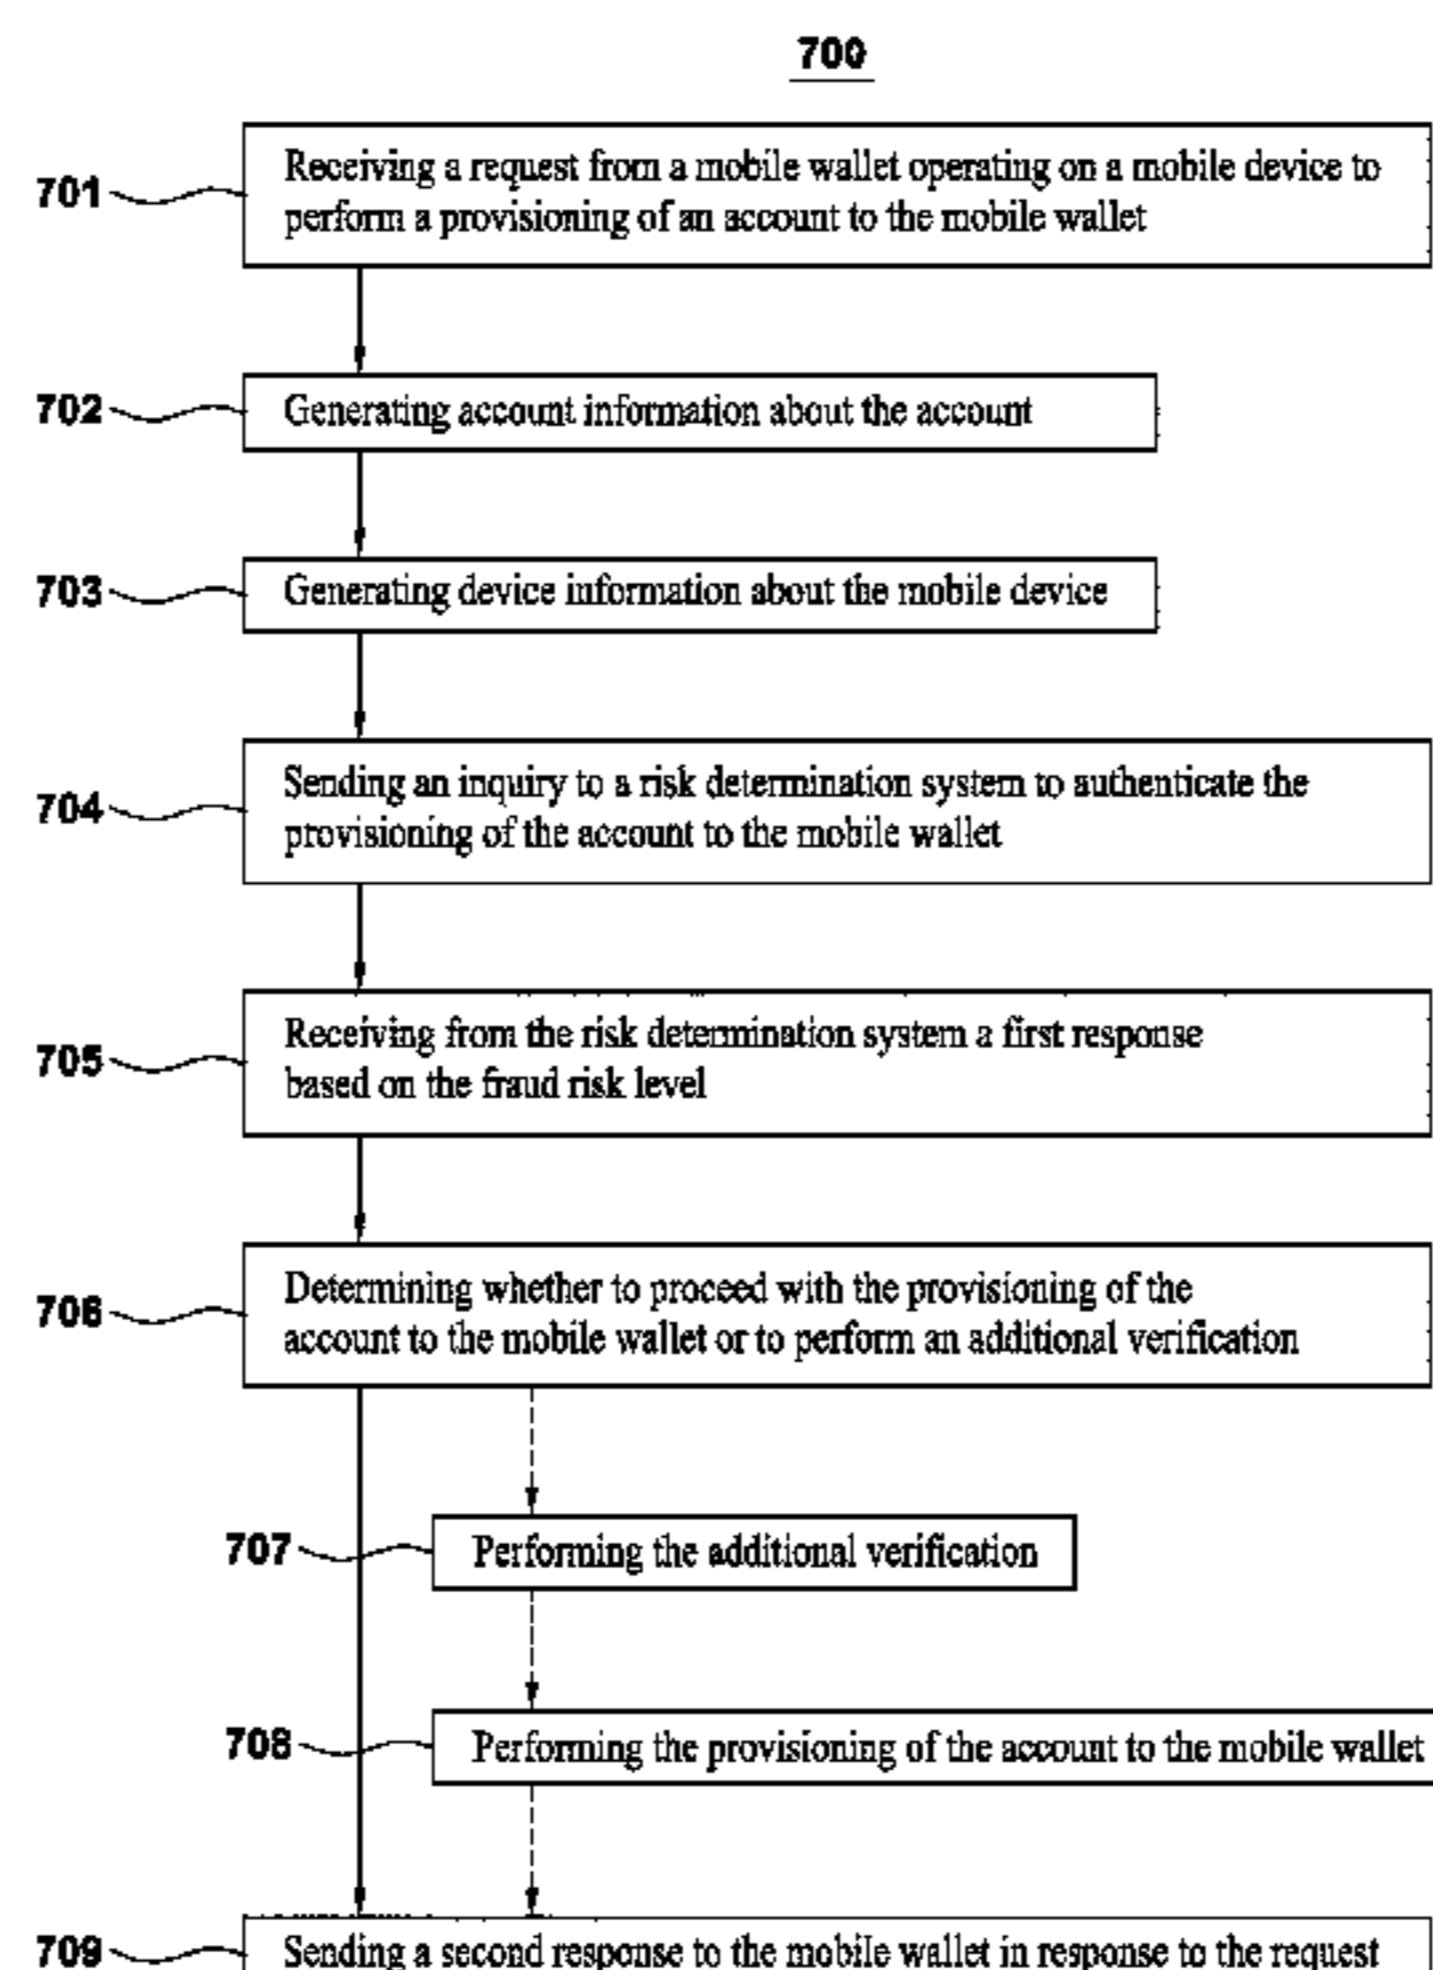 700
701
Receiving a request from a mobile wallet operating on a mobile device to
perform a provisioning of an account to the mobile wallet
702
Generating account information about the account
703
Generating device information about the mobile device
704
Sending an inquiry to a risk determination system to authenticate the
provisioning of the account to the mobile wallet
705
Receiving from the risk determination system a first response
based on the fraud risk level
706
Determining whether to proceed with the provisioning of the
account to the mobile wallet or to perform an additional verification
707
Performing the additional verification
708
Performing the provisioning of the account to the mobile wallet
709
Sending a second response to the mobile wallet in response to the request